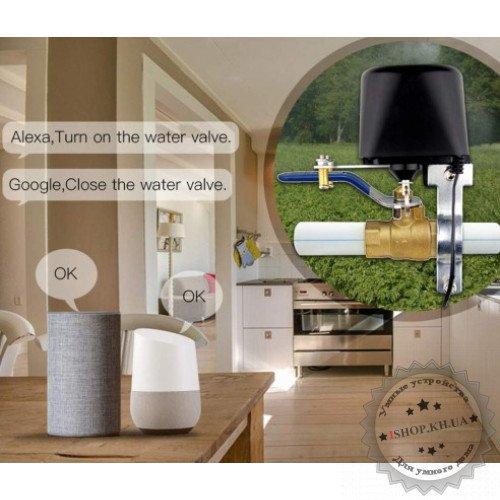 Alexa,Turn on the water valve.
Google,Close the water valve.
OK
OK
Умные устройства
ISHOP.KH.UA
Для умного дома